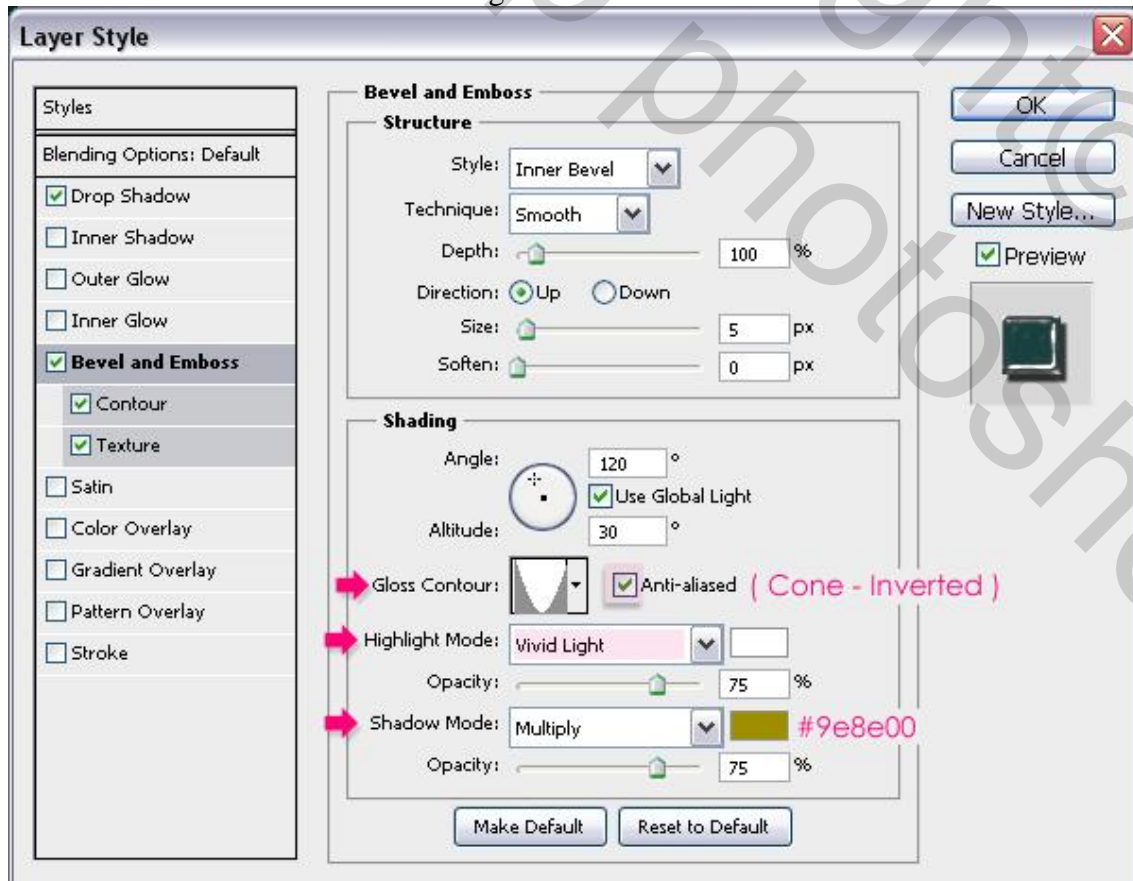 Layer Style
Styles
Blending Options: Default
Drop Shadow
Inner Shadow
Outer Glow
Inner Glow
Bevel and Emboss
Contour
Texture
Satin
Color Overlay
Gradient Overlay
Pattern Overlay
Stroke
Bevel and Emboss
Structure
Style: Inner Bevel
Technique: Smooth
Depth: 100 %
Direction: Up Down
Size: 5 px
Soften: 0 px
Shading
Angle: 120 °
Use Global Light
Altitude: 30 °
Gloss Contour: Anti-aliased ( Cone - Inverted )
Highlight Mode: Vivid Light
Opacity: 75 %
Shadow Mode: Multiply #9e8e00
Opacity: 75 %
Make Default Reset to Default
OK
Cancel
New Style...
Preview